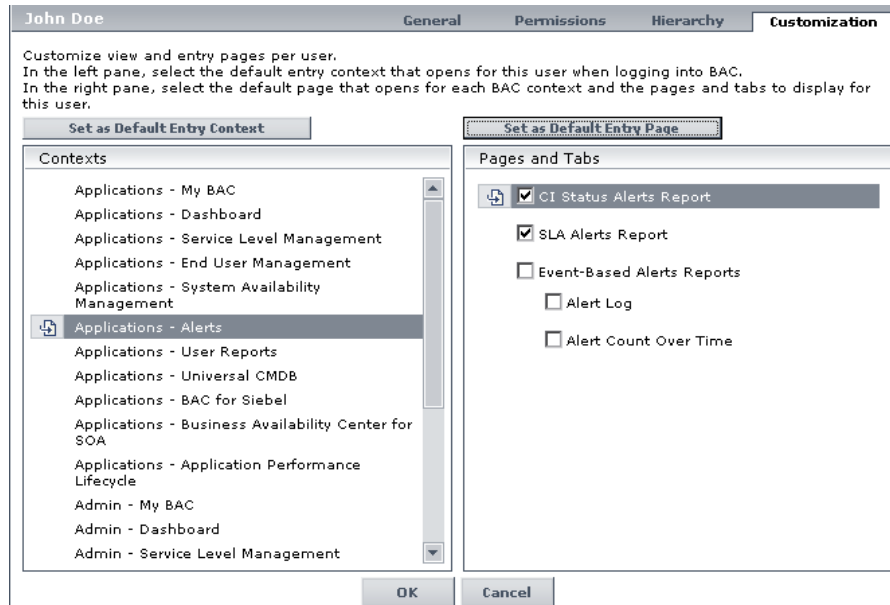 John Doe
General
Permissions
Hierarchy
Customization
Customize view and entry pages per user.
In the left pane, select the default entry context that opens for this user when logging into BAC.
In the right pane, select the default page that opens for each BAC context and the pages and tabs to display for
this user.
Set as Default Entry Context
Set as Default Entry Page
Contexts
Applications - My BAC
Applications - Dashboard
Applications - Service Level Management
Applications - End User Management
Applications - System Availability
Management
Applications - Alerts
Applications - User Reports
Applications - Universal CMDB
Applications - BAC for Siebel
Applications - Business Availability Center for
SOA
Applications - Application Performance
Lifecycle
Admin - My BAC
Admin - Dashboard
Admin - Service Level Management
Pages and Tabs
CI Status Alerts Report
SLA Alerts Report
Event-Based Alerts Reports
Alert Log
Alert Count Over Time
OK
Cancel